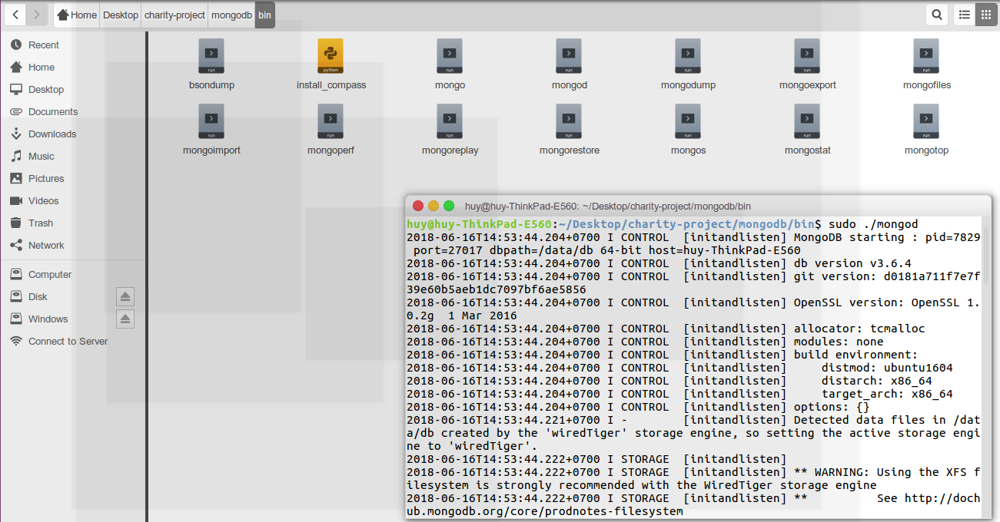 Home Desktop charity-project mongodb bin
Recent
Home
Desktop
Documents
Downloads
Music
Pictures
Videos
Trash
Network
Computer
Disk
Windows
Connect to Server
run python run run run run run
bsondump install_compass mongo mongod mongodump mongoexport mongofiles
run run run run run run run
mongoimport mongoperf mongoreplay mongorestore mongos mongostat mongotop
huy@huy-ThinkPad-E560: ~/Desktop/charity-project/mongodb/bin
huy@huy-ThinkPad-E560:~/Desktop/charity-project/mongodb/bin$ sudo ./mongod
2018-06-16T14:53:44.204+0700 I CONTROL  [initandlisten] MongoDB starting : pid=7829
 port=27017 dbpath=/data/db 64-bit host=huy-ThinkPad-E560
2018-06-16T14:53:44.204+0700 I CONTROL  [initandlisten] db version v3.6.4
2018-06-16T14:53:44.204+0700 I CONTROL  [initandlisten] git version: d0181a711f7e7f
39e60b5aeb1dc7097bf6ae5856
2018-06-16T14:53:44.204+0700 I CONTROL  [initandlisten] OpenSSL version: OpenSSL 1.
0.2g  1 Mar 2016
2018-06-16T14:53:44.204+0700 I CONTROL  [initandlisten] allocator: tcmalloc
2018-06-16T14:53:44.204+0700 I CONTROL  [initandlisten] modules: none
2018-06-16T14:53:44.204+0700 I CONTROL  [initandlisten] build environment:
2018-06-16T14:53:44.204+0700 I CONTROL  [initandlisten]     distmod: ubuntu1604
2018-06-16T14:53:44.204+0700 I CONTROL  [initandlisten]     distarch: x86_64
2018-06-16T14:53:44.204+0700 I CONTROL  [initandlisten]     target_arch: x86_64
2018-06-16T14:53:44.204+0700 I CONTROL  [initandlisten] options: {}
2018-06-16T14:53:44.221+0700 I -        [initandlisten] Detected data files in /dat
a/db created by the 'wiredTiger' storage engine, so setting the active storage engi
ne to 'wiredTiger'.
2018-06-16T14:53:44.222+0700 I STORAGE  [initandlisten]
2018-06-16T14:53:44.222+0700 I STORAGE  [initandlisten] ** WARNING: Using the XFS f
ilesystem is strongly recommended with the WiredTiger storage engine
2018-06-16T14:53:44.222+0700 I STORAGE  [initandlisten] **          See http://doch
ub.mongodb.org/core/prodnotes-filesystem